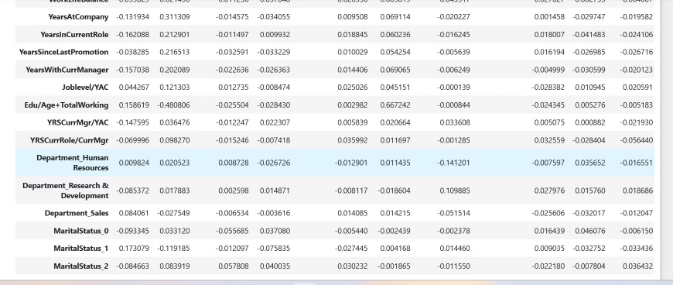 YearsAtCompany -0.131934 0.311309 -0.014575 -0.034055 0.009508 0.069114 -0.020227 0.001458 -0.029747 -0.019582
YearsInCurrentRole -0.162088 0.212901 -0.011497 0.009932 0.018845 0.060236 -0.016245 0.018007 -0.041483 -0.024106
YearsSinceLastPromotion -0.038285 0.216513 -0.032591 -0.033229 0.010029 0.054254 -0.005639 0.016194 -0.026985 -0.026716
YearsWithCurrManager -0.157038 0.202089 -0.022636 -0.026363 0.014406 0.069065 -0.006249 -0.004999 -0.030599 -0.020123
Joblevel/YAC 0.044267 0.121303 0.012735 -0.008474 0.025026 0.045151 -0.000139 -0.028382 0.010945 0.020591
Edu/Age+TotalWorking 0.158619 -0.480806 -0.025504 -0.028430 0.002982 0.667242 -0.000844 -0.024345 0.005276 -0.005183
YRSCurrMgr/YAC -0.147595 0.036476 -0.012247 0.022307 0.005839 0.020664 0.033608 0.005075 0.000882 -0.021930
YRSCurrRole/CurrMgr -0.069996 0.098270 -0.015246 -0.007418 0.035992 0.011697 -0.001285 0.032559 -0.028404 -0.056440
Department_Human
Resources 0.009824 0.020523 0.008728 -0.026726 -0.012901 0.011435 -0.141201 -0.007597 0.035652 -0.016551
Department_Research &
Development -0.085372 0.017883 0.002598 0.014871 -0.008117 -0.018604 0.109885 0.027976 0.015760 0.018686
Department_Sales 0.084061 -0.027549 -0.006534 -0.003616 0.014085 0.014215 -0.051514 -0.025606 -0.032017 -0.012047
MaritalStatus_0 -0.093345 0.033120 -0.055685 0.037080 -0.005440 -0.002439 -0.002378 0.016439 0.046076 -0.006150
MaritalStatus_1 0.173079 -0.119185 -0.012097 -0.075835 -0.027445 0.004168 0.014460 0.009035 -0.032752 -0.033436
MaritalStatus_2 -0.084663 0.083919 0.057808 0.040035 0.030232 -0.001865 -0.011550 -0.022180 -0.007804 0.036432